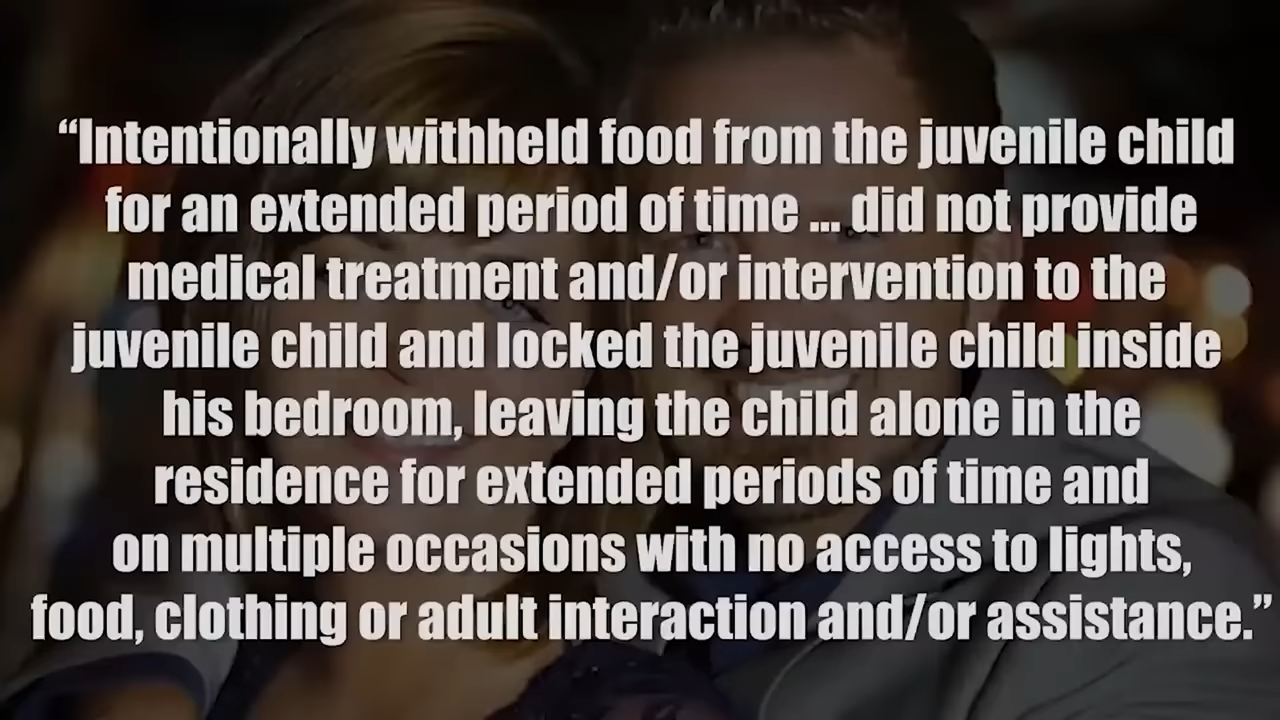 “Intentionally withheld food from the juvenile child
for an extended period of time ... did not provide
medical treatment and/or intervention to the
juvenile child and locked the juvenile child inside
his bedroom, leaving the child alone in the
residence for extended periods of time and
on multiple occasions with no access to lights,
food, clothing or adult interaction and/or assistance.”